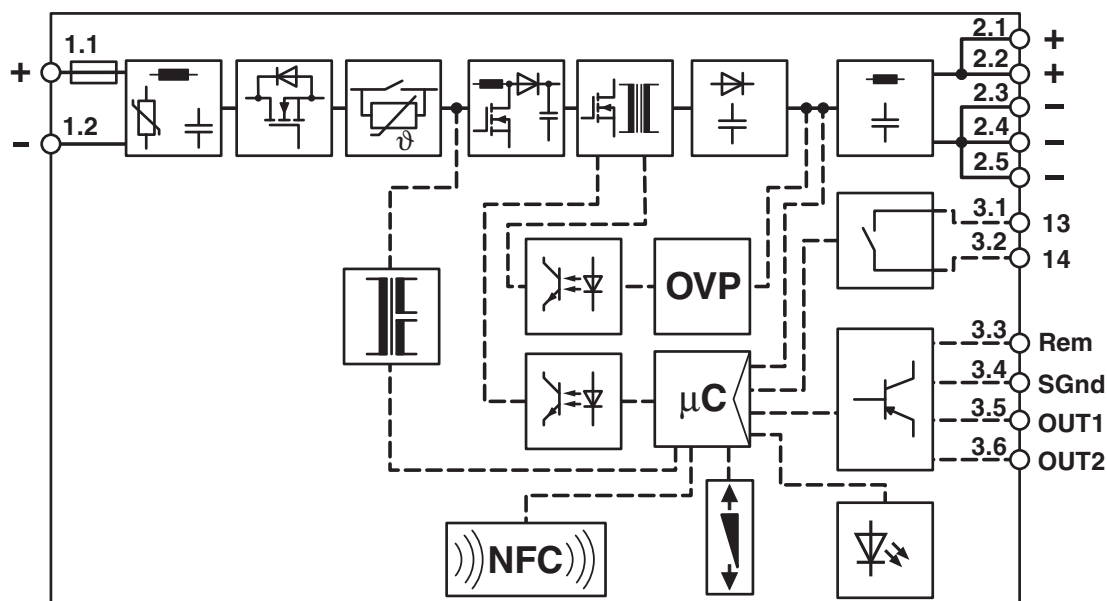 1.1
+
1.2
–
ϑ
2.1
+
2.2
+
2.3
–
2.4
–
2.5
–
3.1
13
3.2
14
OVP
3.3
Rem
3.4
SGnd
µC
3.5
OUT1
3.6
OUT2
NFC